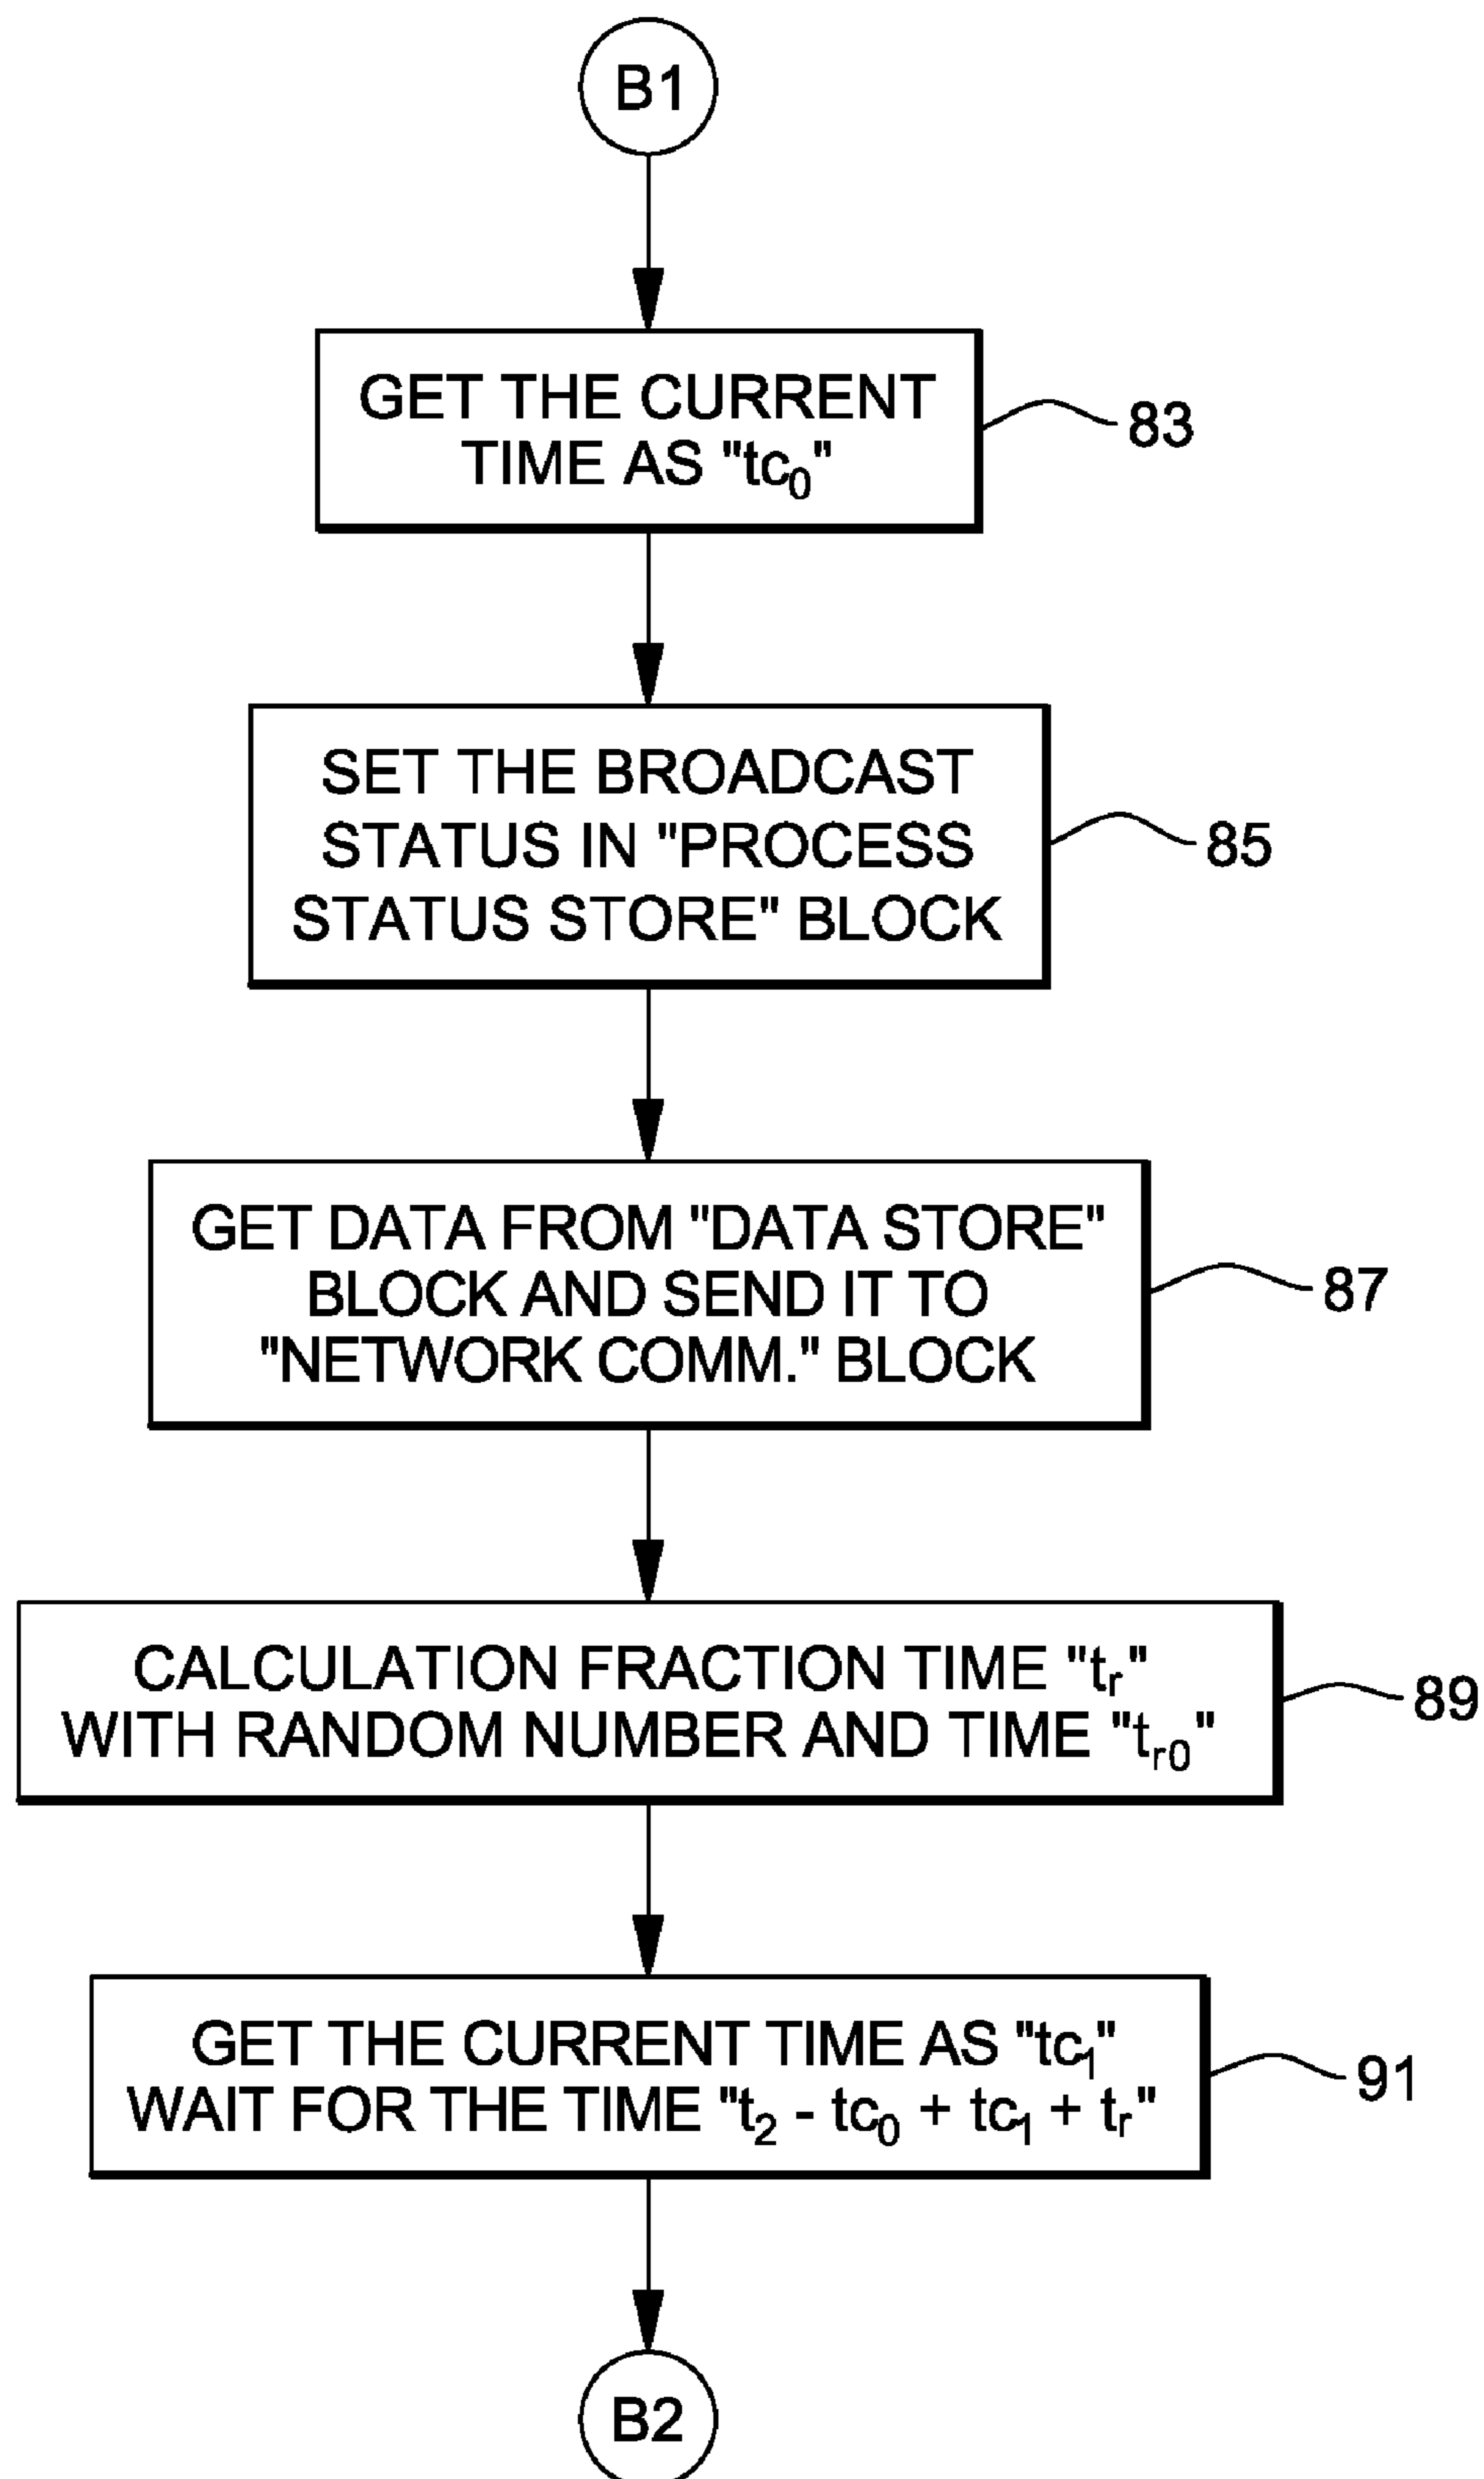 B1
GET THE CURRENT
TIME AS "tc₀"
83
SET THE BROADCAST
STATUS IN "PROCESS
STATUS STORE" BLOCK
85
GET DATA FROM "DATA STORE"
BLOCK AND SEND IT TO
"NETWORK COMM." BLOCK
87
CALCULATION FRACTION TIME "tᵣ"
WITH RANDOM NUMBER AND TIME "tᵣ₀"
89
GET THE CURRENT TIME AS "tc₁"
WAIT FOR THE TIME "t₂ - tc₀ + tc₁ + tᵣ"
91
B2